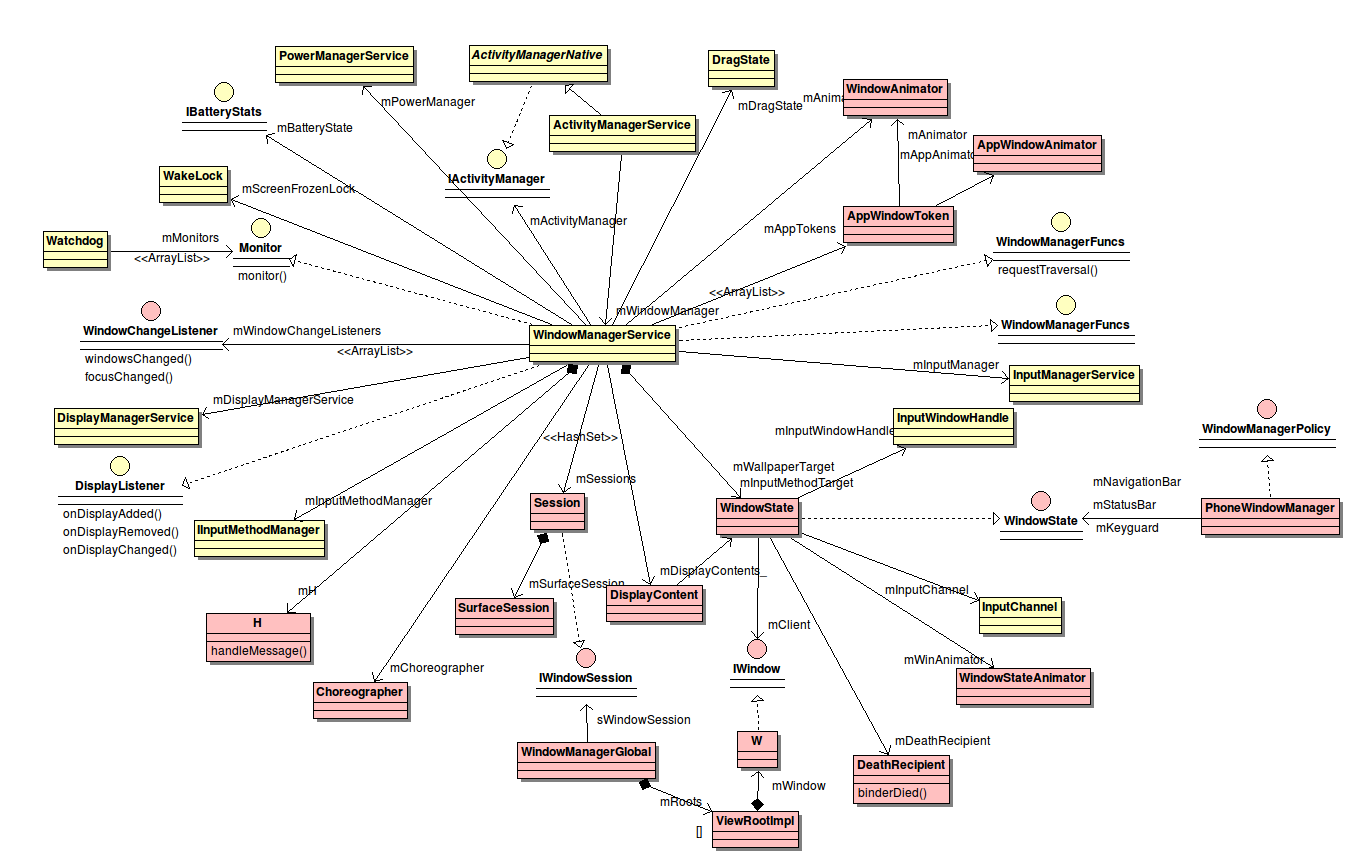 PowerManagerService
ActivityManagerNative
DragState
IBatteryStats
mPowerManager
mDragState
mAnima
WindowAnimator
mBatteryState
ActivityManagerService
mAnimator
mAppAnimato
AppWindowAnimator
WakeLock
mScreenFrozenLock
IActivityManager
mActivityManager
AppWindowToken
mAppTokens
Watchdog
mMonitors
<<ArrayList>>
Monitor
monitor()
WindowManagerFuncs
requestTraversal()
<<ArrayList>>
mWindowManager
WindowChangeListener
windowsChanged()
focusChanged()
mWindowChangeListeners
<<ArrayList>>
WindowManagerService
WindowManagerFuncs
mInputManager
InputManagerService
DisplayManagerService
mDisplayManagerService
InputWindowHandle
mInputWindowHandle
WindowManagerPolicy
<<HashSet>>
DisplayListener
onDisplayAdded()
onDisplayRemoved()
onDisplayChanged()
mInputMethodManager
IInputMethodManager
mSessions
Session
mWallpaperTarget
mInputMethodTarget
WindowState
WindowState
mNavigationBar
mStatusBar
mKeyguard
PhoneWindowManager
mH
H
handleMessage()
mSurfaceSession
SurfaceSession
mDisplayContents_
DisplayContent
mInputChannel
InputChannel
mClient
IWindow
mWinAnimator
WindowStateAnimator
mChoreographer
Choreographer
IWindowSession
sWindowSession
WindowManagerGlobal
W
mWindow
mDeathRecipient
DeathRecipient
binderDied()
mRoots
[]
ViewRootImpl